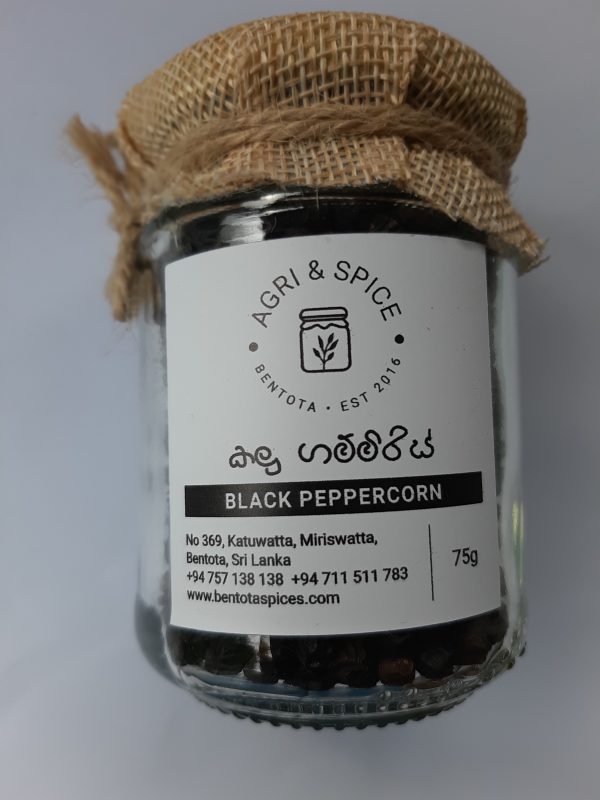 AGRI & SPICE
BENTOTA • EST 2016
කලු ගම්මිරිස්
BLACK PEPPERCORN
No 369, Katuwatta, Miriswatta,
Bentota, Sri Lanka
+94 757 138 138 +94 711 511 783
www.bentotaspices.com
75g